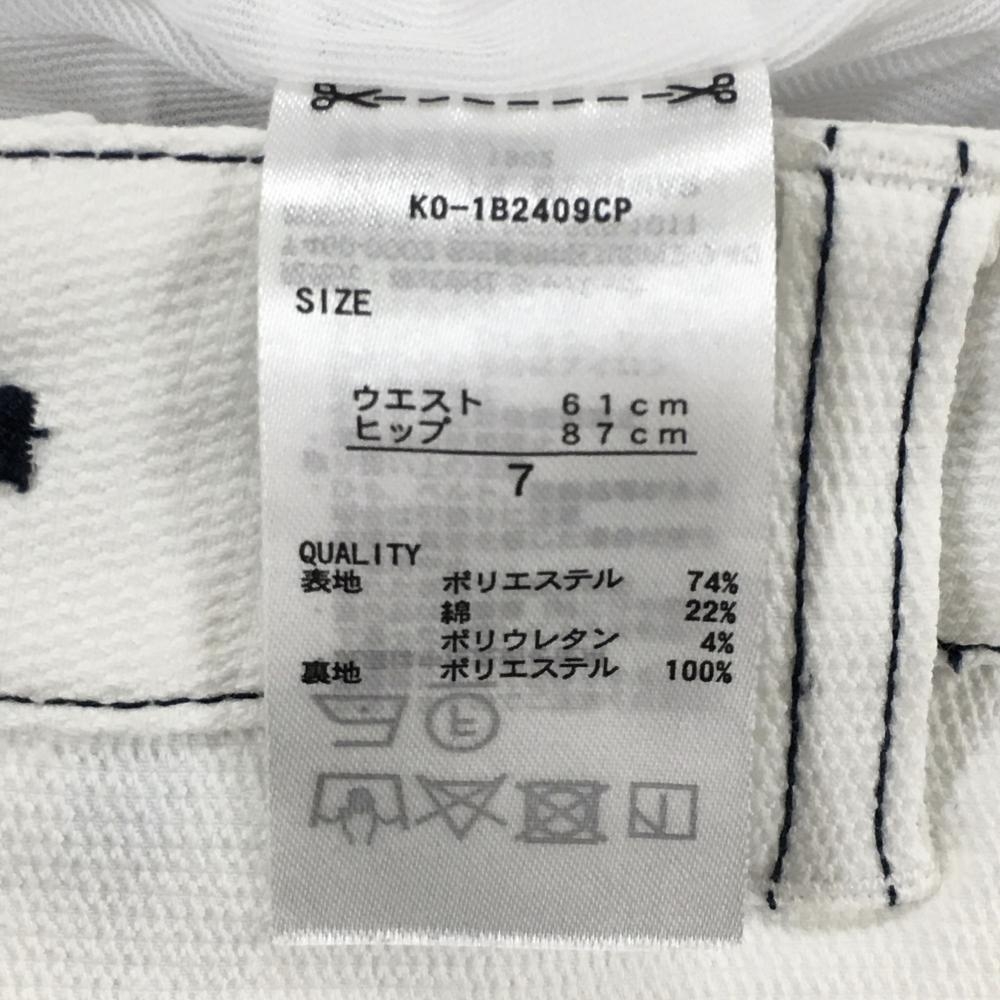 K0-1B2409CP
SIZE
ウエスト 61cm
ヒップ 87cm
7
QUALITY
表地 ポリエステル 74%
綿 22%
ポリウレタン 4%
裏地 ポリエステル 100%